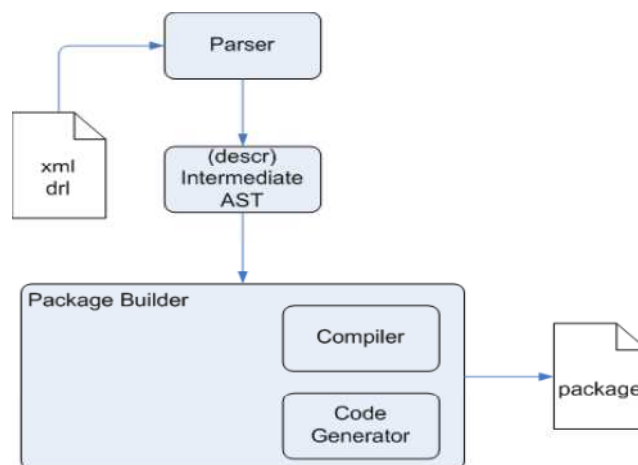 Parser
xml
drl
(descr)
Intermediate
AST
Package Builder
Compiler
package
Code
Generator